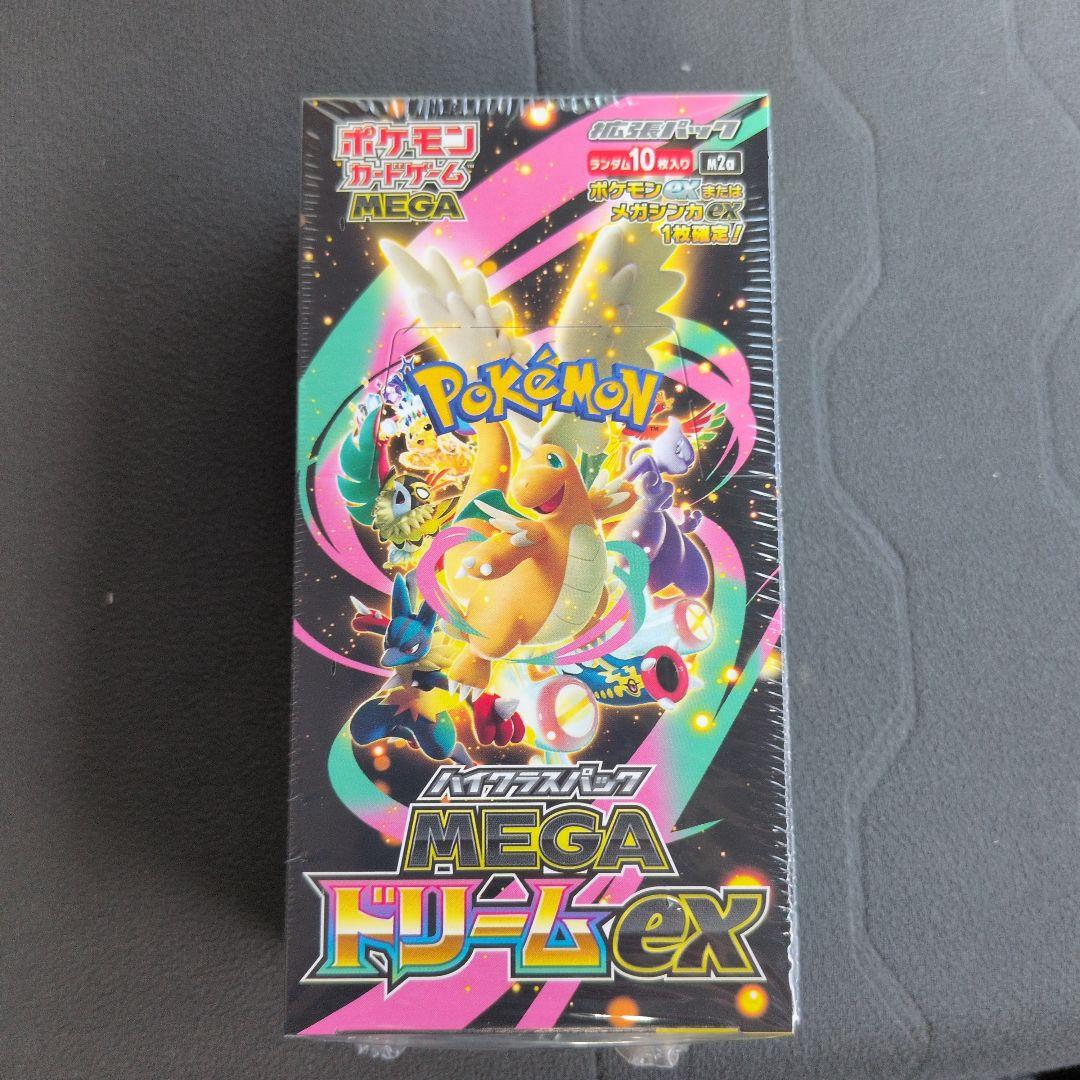 ポケモン
カードゲーム™
MEGA
拡張パック
ランダム10枚入り
M2a
ポケモンexまたは
メガシンカex
1枚確定!
POKéMON™
ハイクラスパック
MEGA
ドリームex